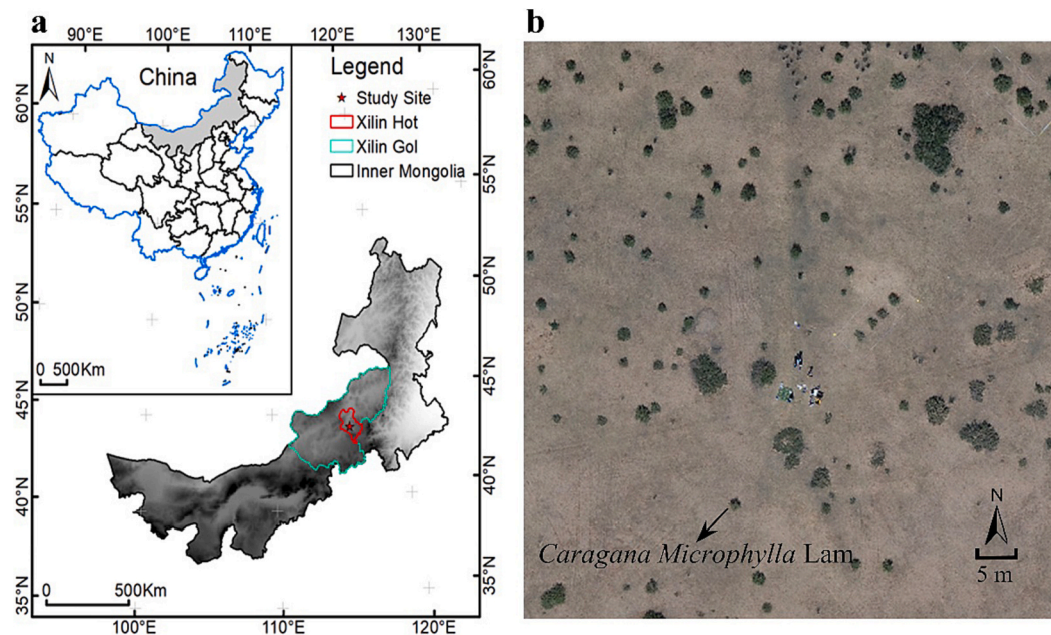 a
90°E 100°E 110°E 120°E 130°E
N
China
Legend
Study Site
Xilin Hot
Xilin Gol
Inner Mongolia
60°N
55°N
50°N
45°N
40°N
35°N
0 500Km
60°N
55°N
50°N
45°N
40°N
35°N
0 500Km
100°E 110°E 120°E
b
Caragana Microphylla Lam
N
5 m